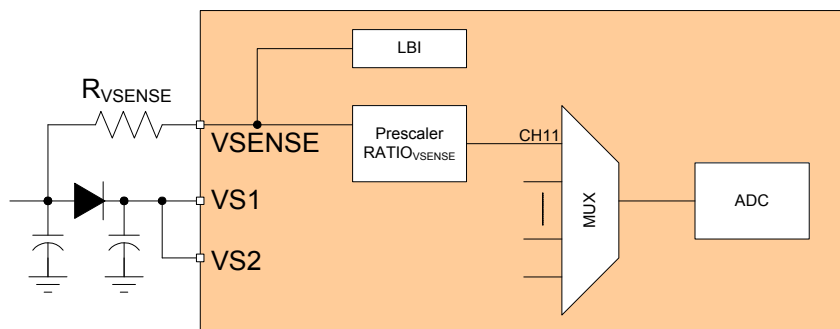 LBI
RVSENSE
VSENSE
Prescaler
RATIOVSENSE
CH11
VS1
MUX
ADC
VS2